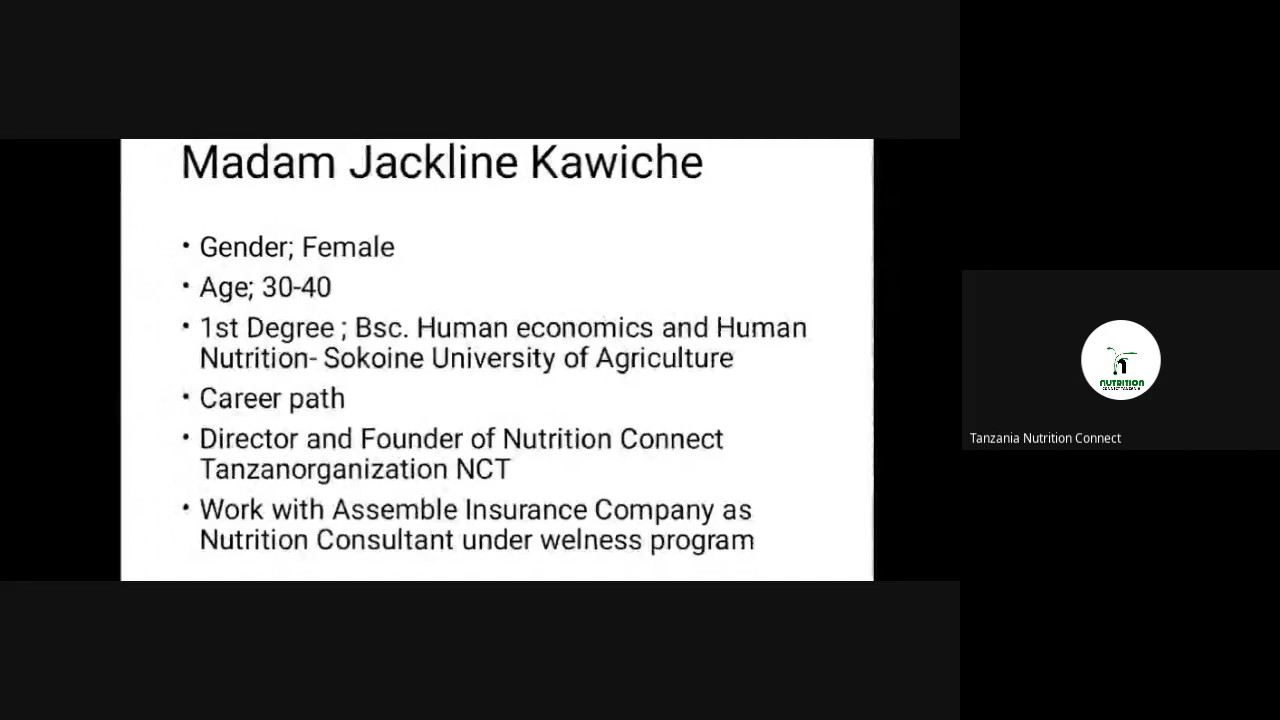 Madam Jackline Kawiche
• Gender; Female
• Age; 30-40
• 1st Degree ; Bsc. Human economics and Human
Nutrition- Sokoine University of Agriculture
• Career path
• Director and Founder of Nutrition Connect
Tanzanorganization NCT
• Work with Assemble Insurance Company as
Nutrition Consultant under welness program
NUTRITION
Tanzania Nutrition Connect